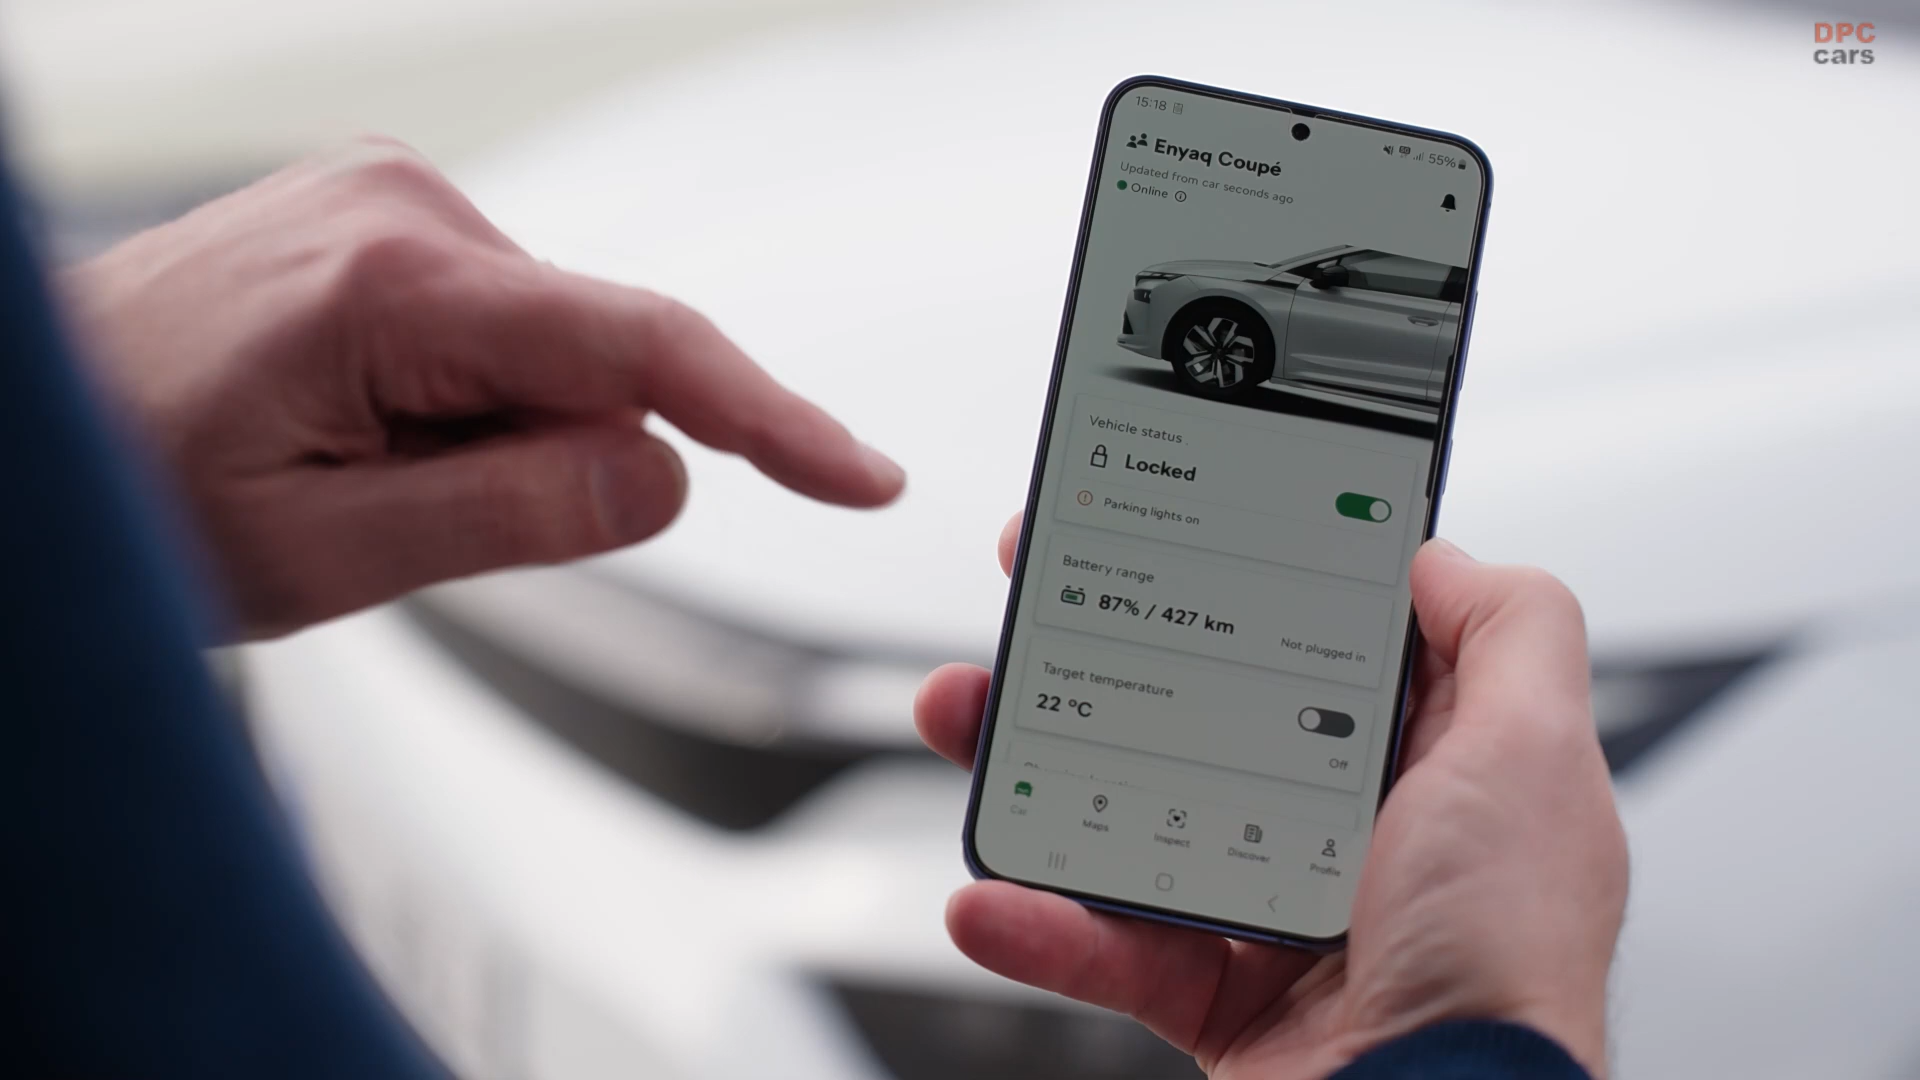 DPC
cars
15:18
55%
Enyaq Coupé
Updated from car seconds ago
Online
Vehicle status
Locked
Parking lights on
Battery range
87% / 427 km
Not plugged in
Target temperature
22 °C
Off
Car
Maps
Inspect
Discover
Profile